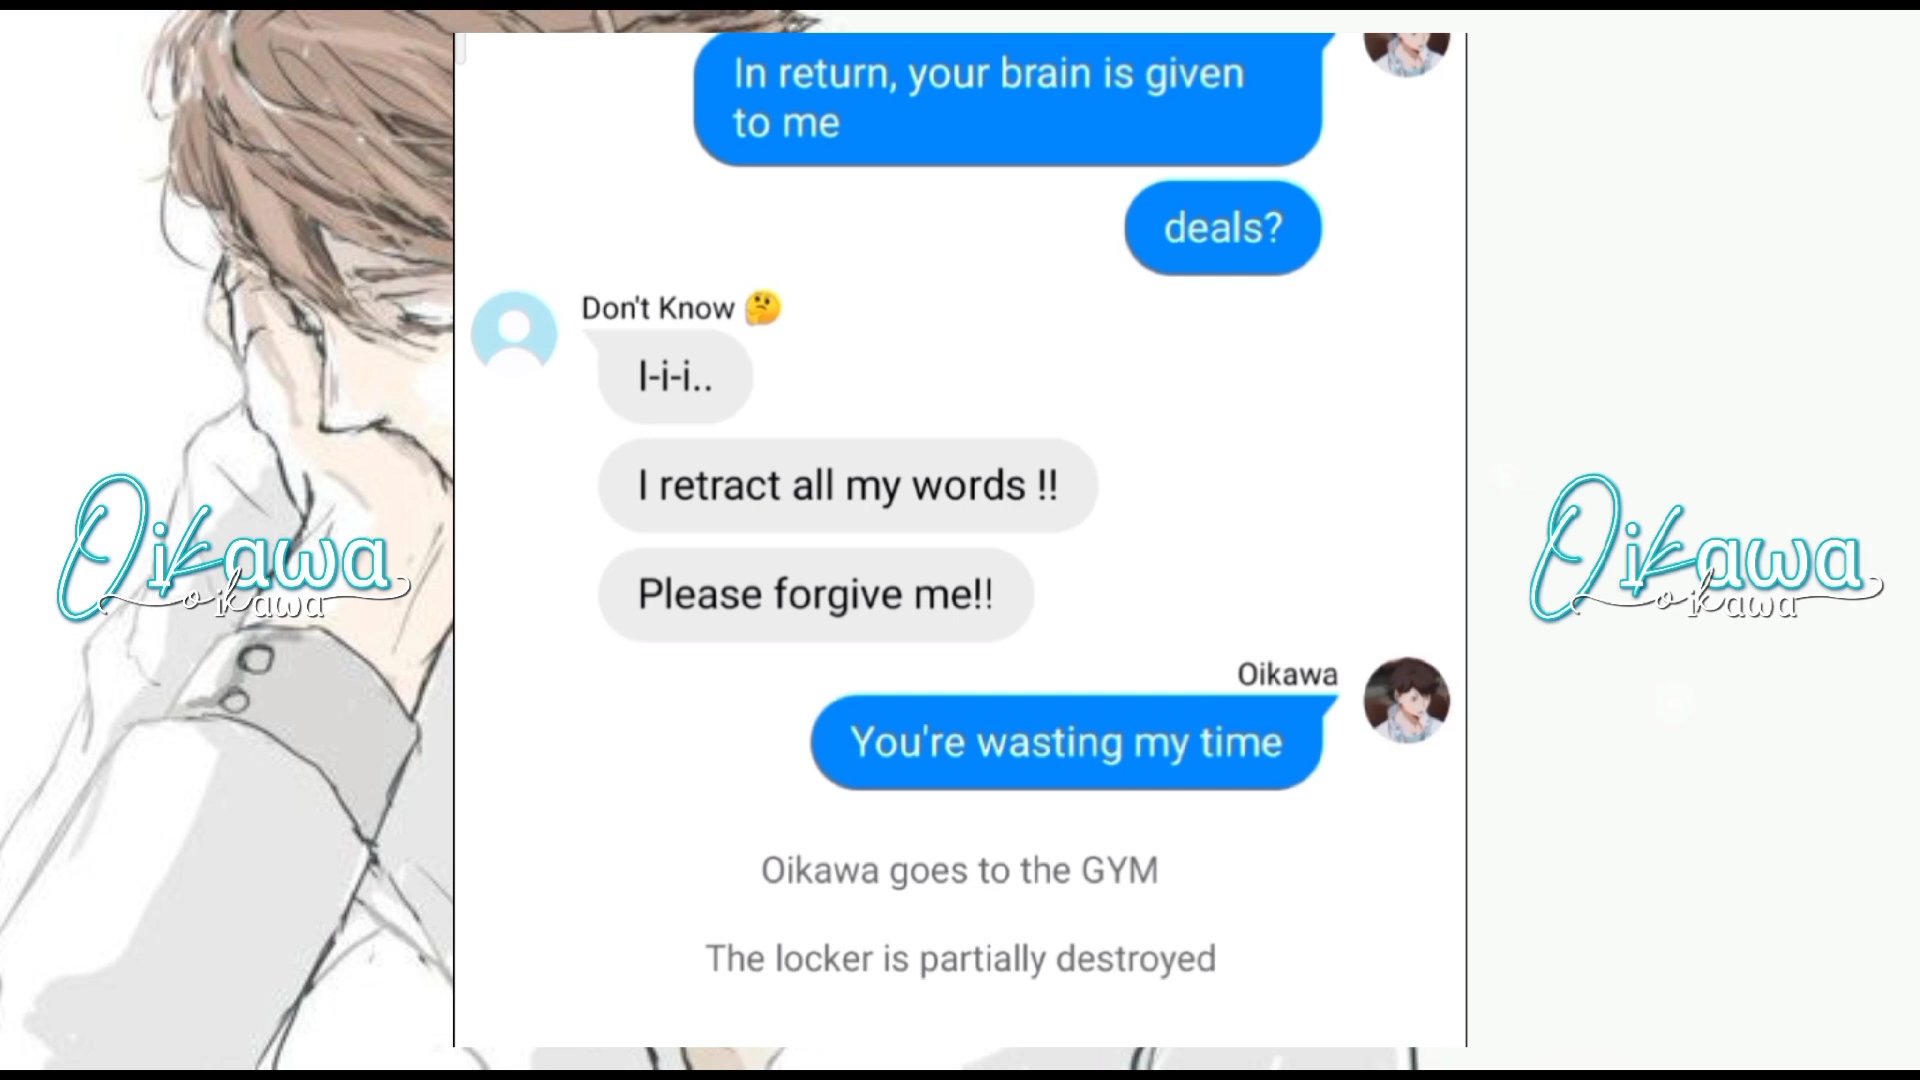 In return, your brain is given
to me
deals?
Don't Know 🤔
I-i-i..
I retract all my words !!
Please forgive me!!
Oikawa
You're wasting my time
Oikawa goes to the GYM
The locker is partially destroyed
Oikawa
oikawa
Oikawa
oikawa